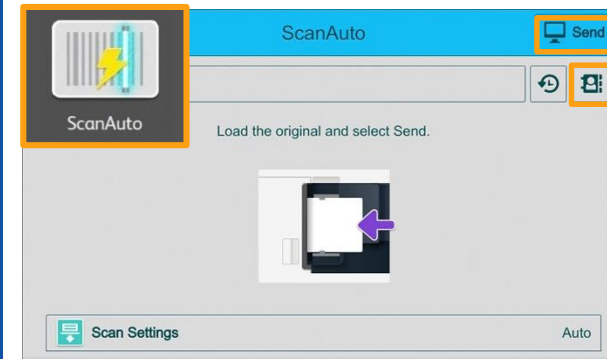 ScanAuto
Send
ScanAuto
Load the original and select Send.
Scan Settings
Auto